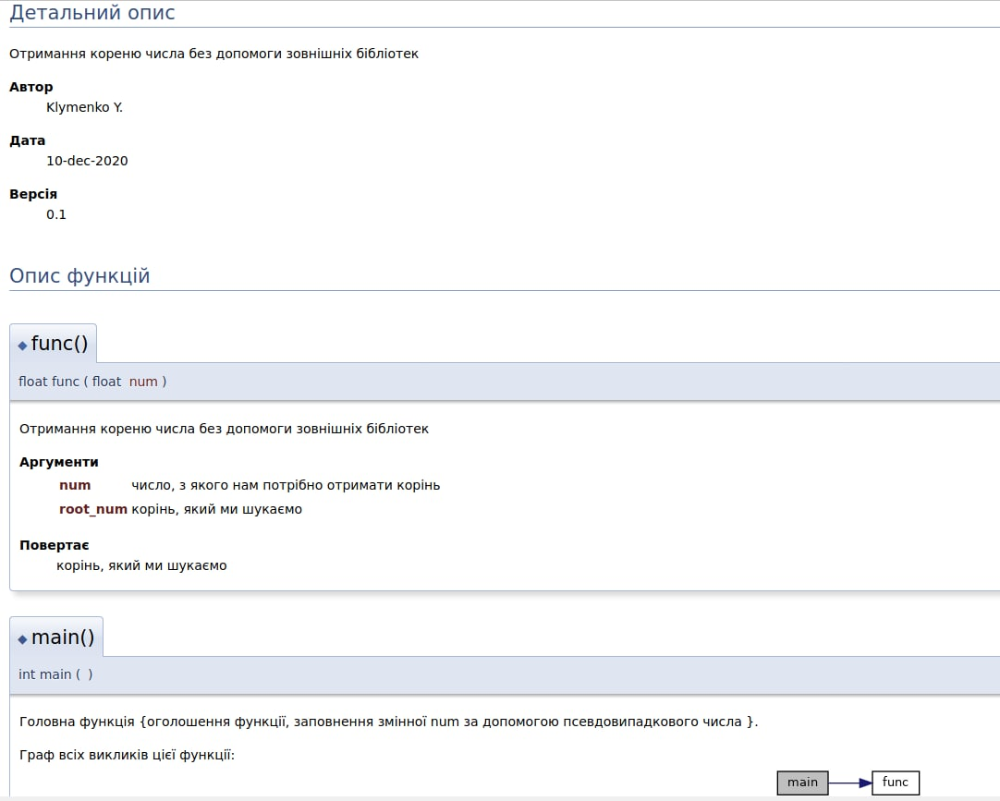 Детальний опис
Отримання кореню числа без допомоги зовнішніх бібліотек
Автор
Klymenko Y.
Дата
10-dec-2020
Версія
0.1
Опис функцій
◆ func()
float func ( float num )
Отримання кореню числа без допомоги зовнішніх бібліотек
Аргументи
num число, з якого нам потрібно отримати корінь
root_num корінь, який ми шукаємо
Повертає
корінь, який ми шукаємо
◆ main()
int main ( )
Головна функція {оголошення функції, заповнення змінної num за допомогою псевдовипадкового числа }.
Граф всіх викликів цієї функції:
main func